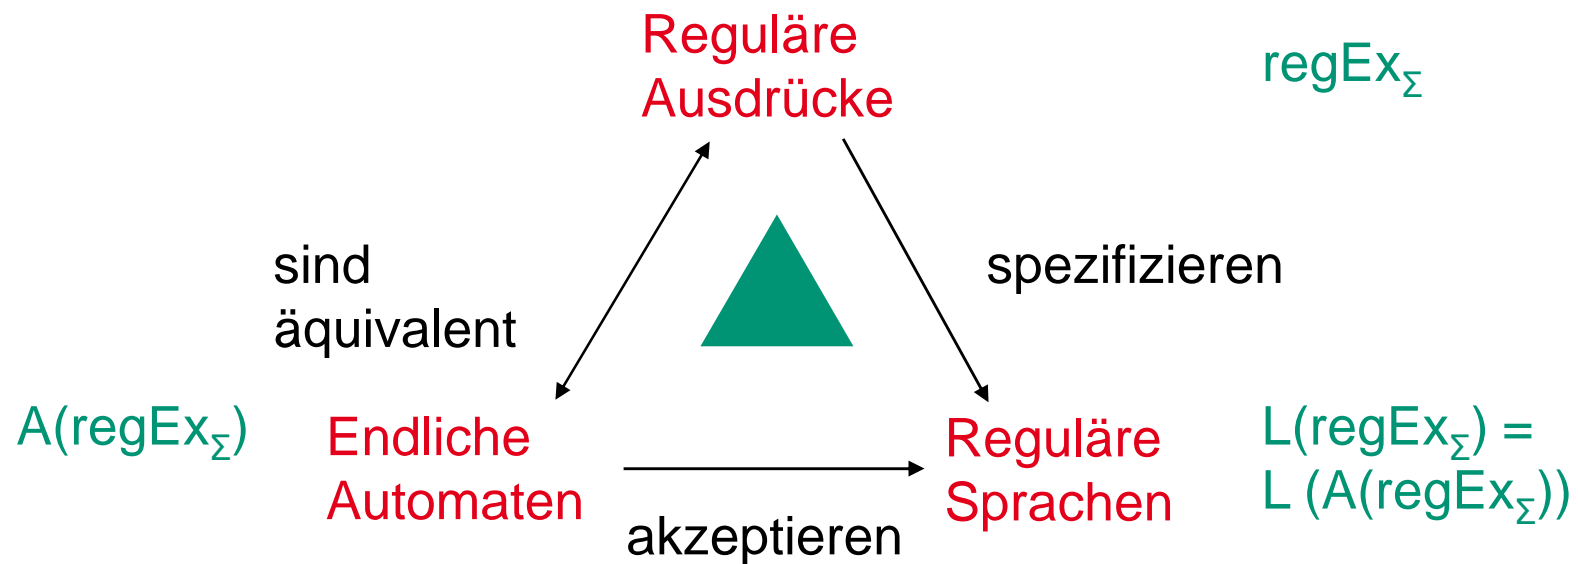 Reguläre
Ausdrücke
regEx_Σ
sind
äquivalent
spezifizieren
A(regEx_Σ)
Endliche
Automaten
akzeptieren
Reguläre
Sprachen
L(regEx_Σ) =
L (A(regEx_Σ))